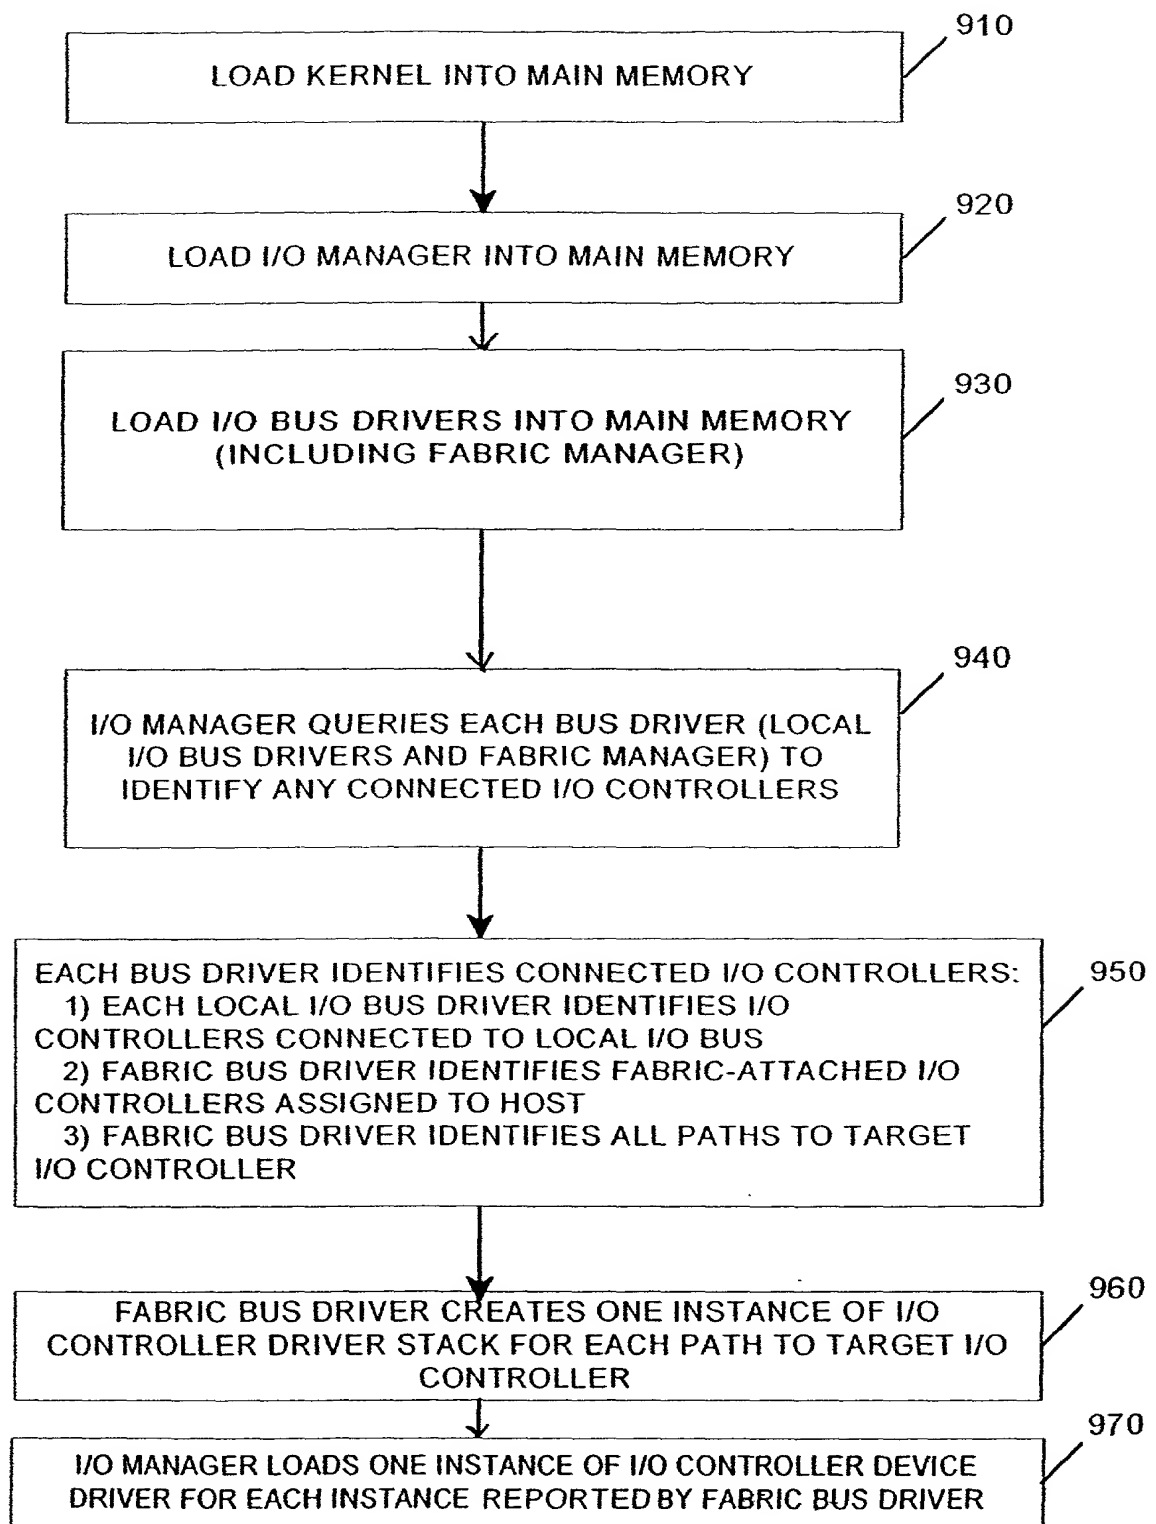 910
LOAD KERNEL INTO MAIN MEMORY
920
LOAD I/O MANAGER INTO MAIN MEMORY
930
LOAD I/O BUS DRIVERS INTO MAIN MEMORY
(INCLUDING FABRIC MANAGER)
940
I/O MANAGER QUERIES EACH BUS DRIVER (LOCAL
I/O BUS DRIVERS AND FABRIC MANAGER) TO
IDENTIFY ANY CONNECTED I/O CONTROLLERS
950
EACH BUS DRIVER IDENTIFIES CONNECTED I/O CONTROLLERS:
1) EACH LOCAL I/O BUS DRIVER IDENTIFIES I/O
CONTROLLERS CONNECTED TO LOCAL I/O BUS
2) FABRIC BUS DRIVER IDENTIFIES FABRIC-ATTACHED I/O
CONTROLLERS ASSIGNED TO HOST
3) FABRIC BUS DRIVER IDENTIFIES ALL PATHS TO TARGET
I/O CONTROLLER
960
FABRIC BUS DRIVER CREATES ONE INSTANCE OF I/O
CONTROLLER DRIVER STACK FOR EACH PATH TO TARGET I/O
CONTROLLER
970
I/O MANAGER LOADS ONE INSTANCE OF I/O CONTROLLER DEVICE
DRIVER FOR EACH INSTANCE REPORTED BY FABRIC BUS DRIVER